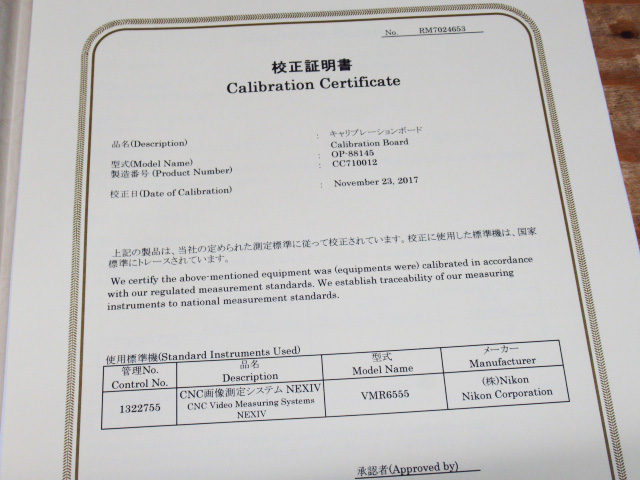 No. RM7024653
校正証明書
Calibration Certificate
品名(Description) : キャリブレーションボード
Calibration Board
型式(Model Name) : OP-88145
製造番号(Product Number) : CC710012
校正日(Date of Calibration) : November 23, 2017
上記の製品は、当社の定められた測定標準に従って校正されています。校正に使用した標準機は、国家
標準にトレースされています。
We certify the above-mentioned equipment was (equipments were) calibrated in accordance
with our regulated measurement standards. We establish traceability of our measuring
instruments to national measurement standards.
使用標準機(Standard Instruments Used)
管理No. 品名 型式 メーカー
Control No. Description Model Name Manufacturer
1322755 CNC画像測定システム NEXIV VMR6555 (株)Nikon
CNC Video Measuring Systems Nikon Corporation
NEXIV
承認者(Approved by)